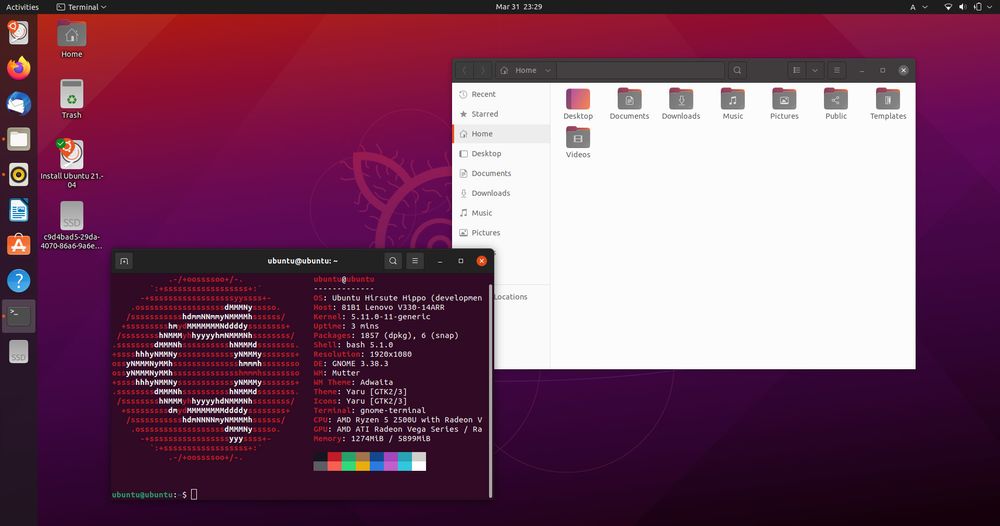 Activities
Terminal
Mar 31 23:29
A
Home
Trash
Install Ubuntu 21.-
04
SSD
c9d4bad5-29da-
4070-86a6-9a6e...
Home
Recent
Starred
Home
Desktop
Documents
Downloads
Music
Pictures
Locations
Desktop
Documents
Downloads
Music
Pictures
Public
Templates
Videos
ubuntu@ubuntu: ~
ubuntu@ubuntu
-------------
OS: Ubuntu Hirsute Hippo (developmen
Host: 81B1 Lenovo V330-14ARR
Kernel: 5.11.0-11-generic
Uptime: 3 mins
Packages: 1857 (dpkg), 6 (snap)
Shell: bash 5.1.0
Resolution: 1920x1080
DE: GNOME 3.38.3
WM: Mutter
WM Theme: Adwaita
Theme: Yaru [GTK2/3]
Icons: Yaru [GTK2/3]
Terminal: gnome-terminal
CPU: AMD Ryzen 5 2500U with Radeon V
GPU: AMD ATI Radeon Vega Series / Ra
Memory: 1274MiB / 5899MiB
ubuntu@ubuntu:~$
SSD